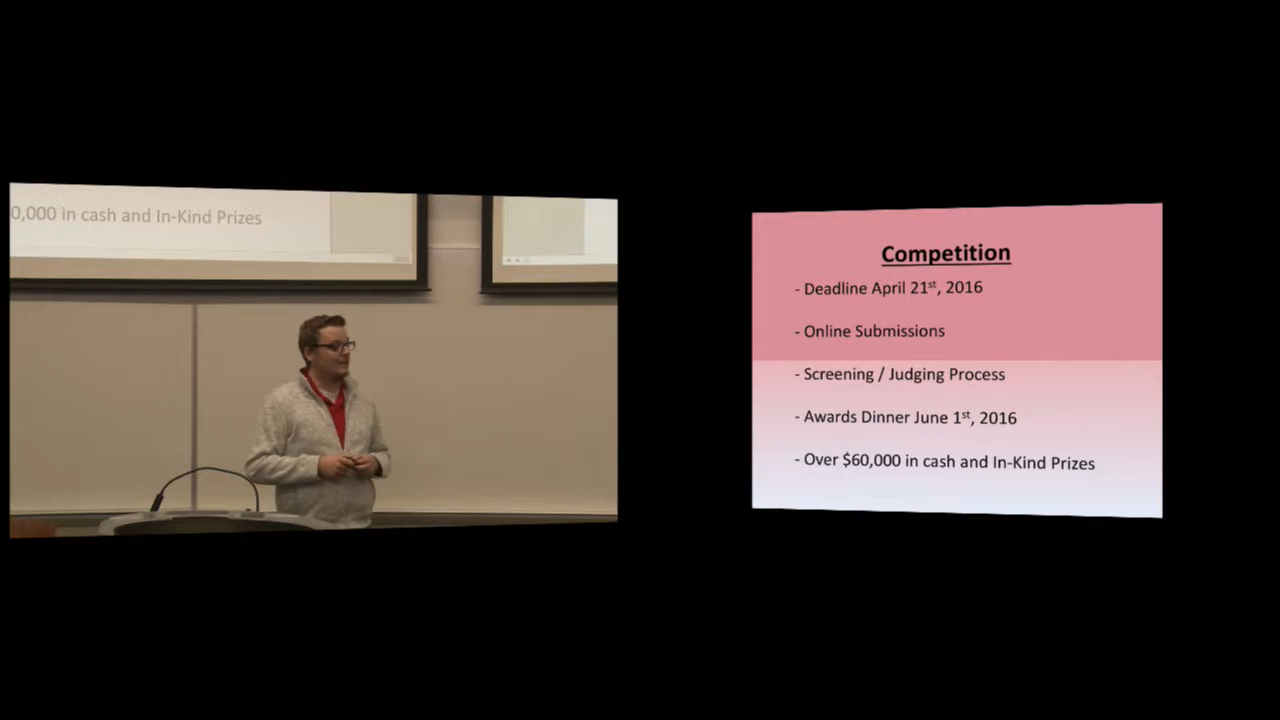 0,000 in cash and In-Kind Prizes
Competition
- Deadline April 21st, 2016
- Online Submissions
- Screening / Judging Process
- Awards Dinner June 1st, 2016
- Over $60,000 in cash and In-Kind Prizes